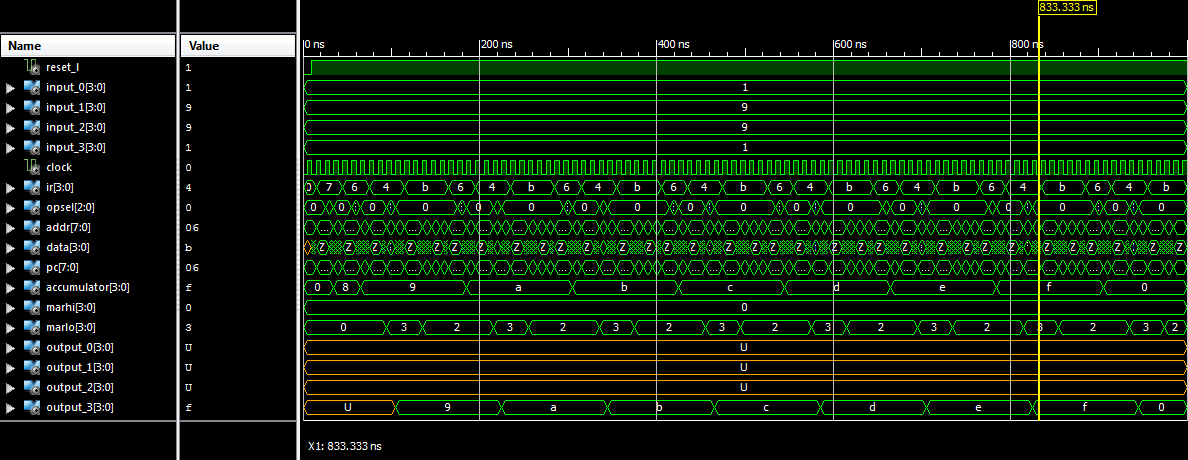 833.333 ns
Name Value 0 ns 200 ns 400 ns 600 ns 800 ns
reset_l 1
input_0[3:0] 1 1
input_1[3:0] 9 9
input_2[3:0] 9 9
input_3[3:0] 1 1
clock 0
ir[3:0] 4 0 7 6 4 b 6 4 b 6 4 b 6 4 b 6 4 b 6 4 b 6 4 b 6 4 b
opsel[2:0] 0 0 0 0 0 0 0 0 0 0 0 0 0 0 0 0 0 0 0
addr[7:0] 06
data[3:0] b Z Z Z Z Z Z Z Z Z Z Z Z Z Z Z Z Z Z Z Z
pc[7:0] 06
accumulator[3:0] f 0 8 9 a b c d e f 0
marhi[3:0] 0 0
marlo[3:0] 3 0 3 2 3 2 3 2 3 2 3 2 3 2 3 2 3 2
output_0[3:0] U U
output_1[3:0] U U
output_2[3:0] U U
output_3[3:0] f U 9 a b c d e f 0
X1: 833.333 ns